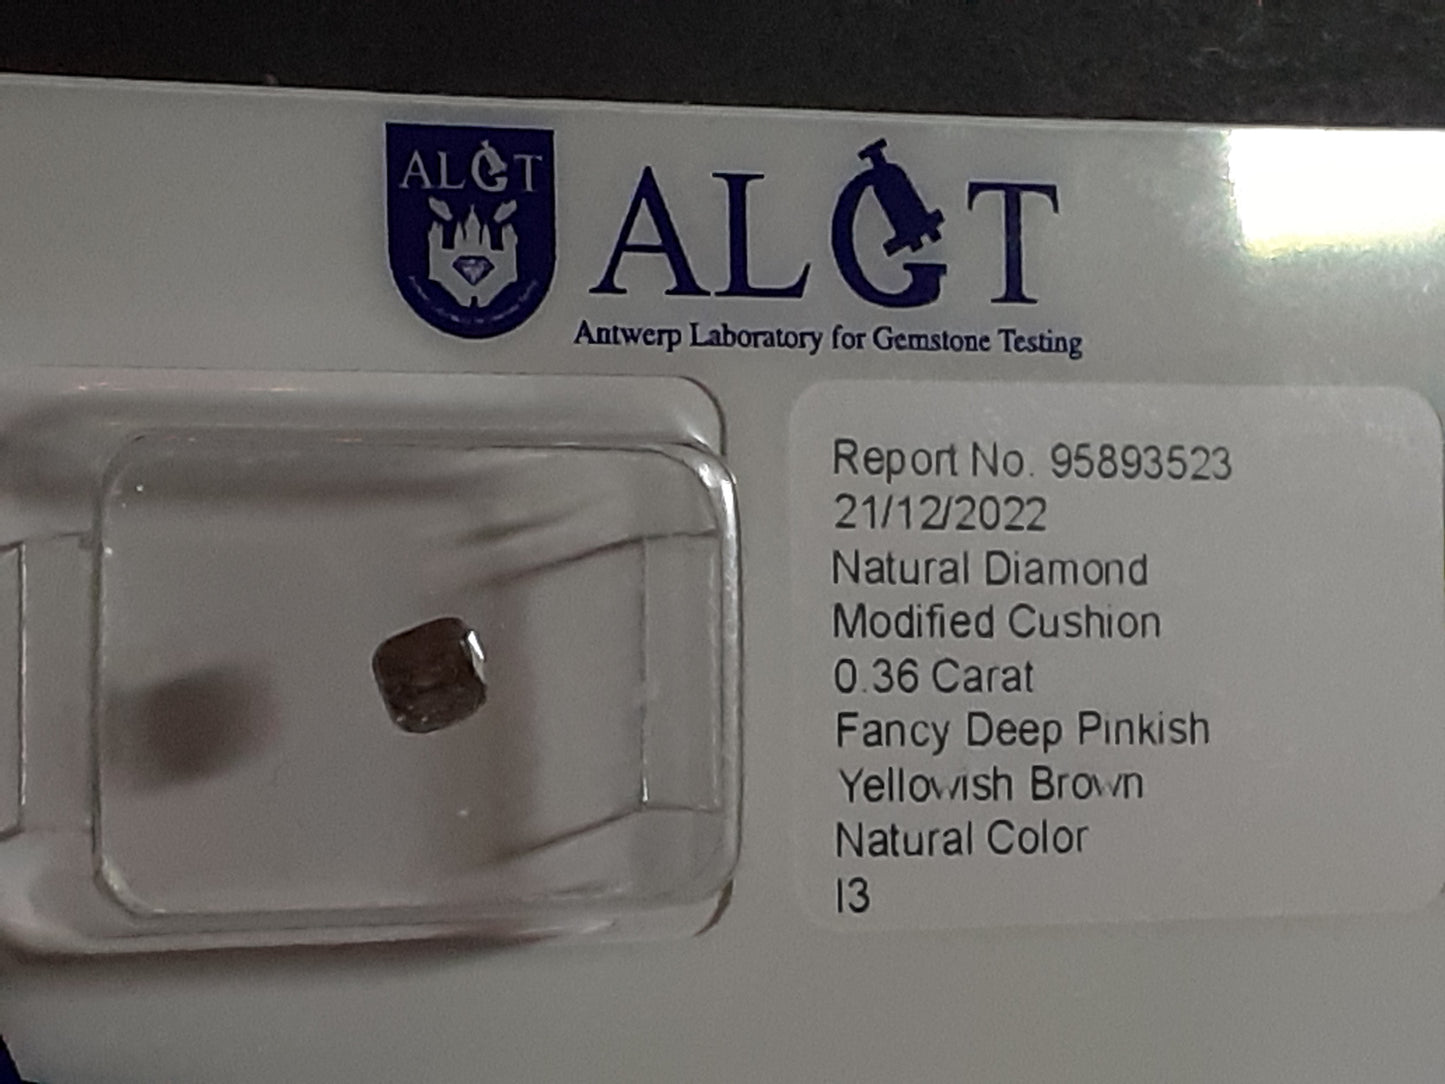 ALGT
ALGT
Antwerp Laboratory for Gemstone Testing
Report No. 95893523
21/12/2022
Natural Diamond
Modified Cushion
0.36 Carat
Fancy Deep Pinkish
Yellowish Brown
Natural Color
I3